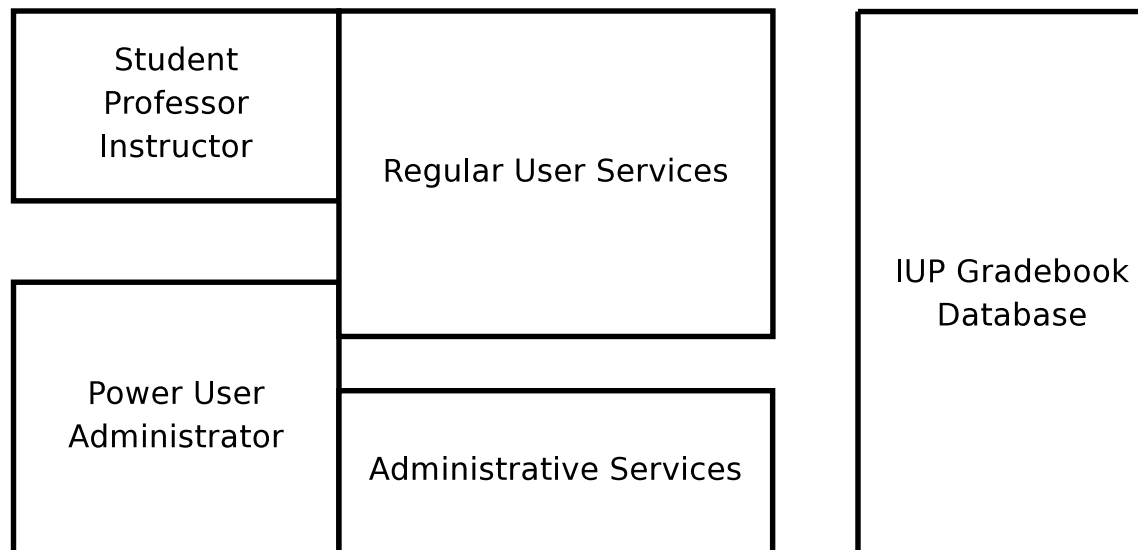 Student
Professor
Instructor
Regular User Services
IUP Gradebook
Database
Power User
Administrator
Administrative Services